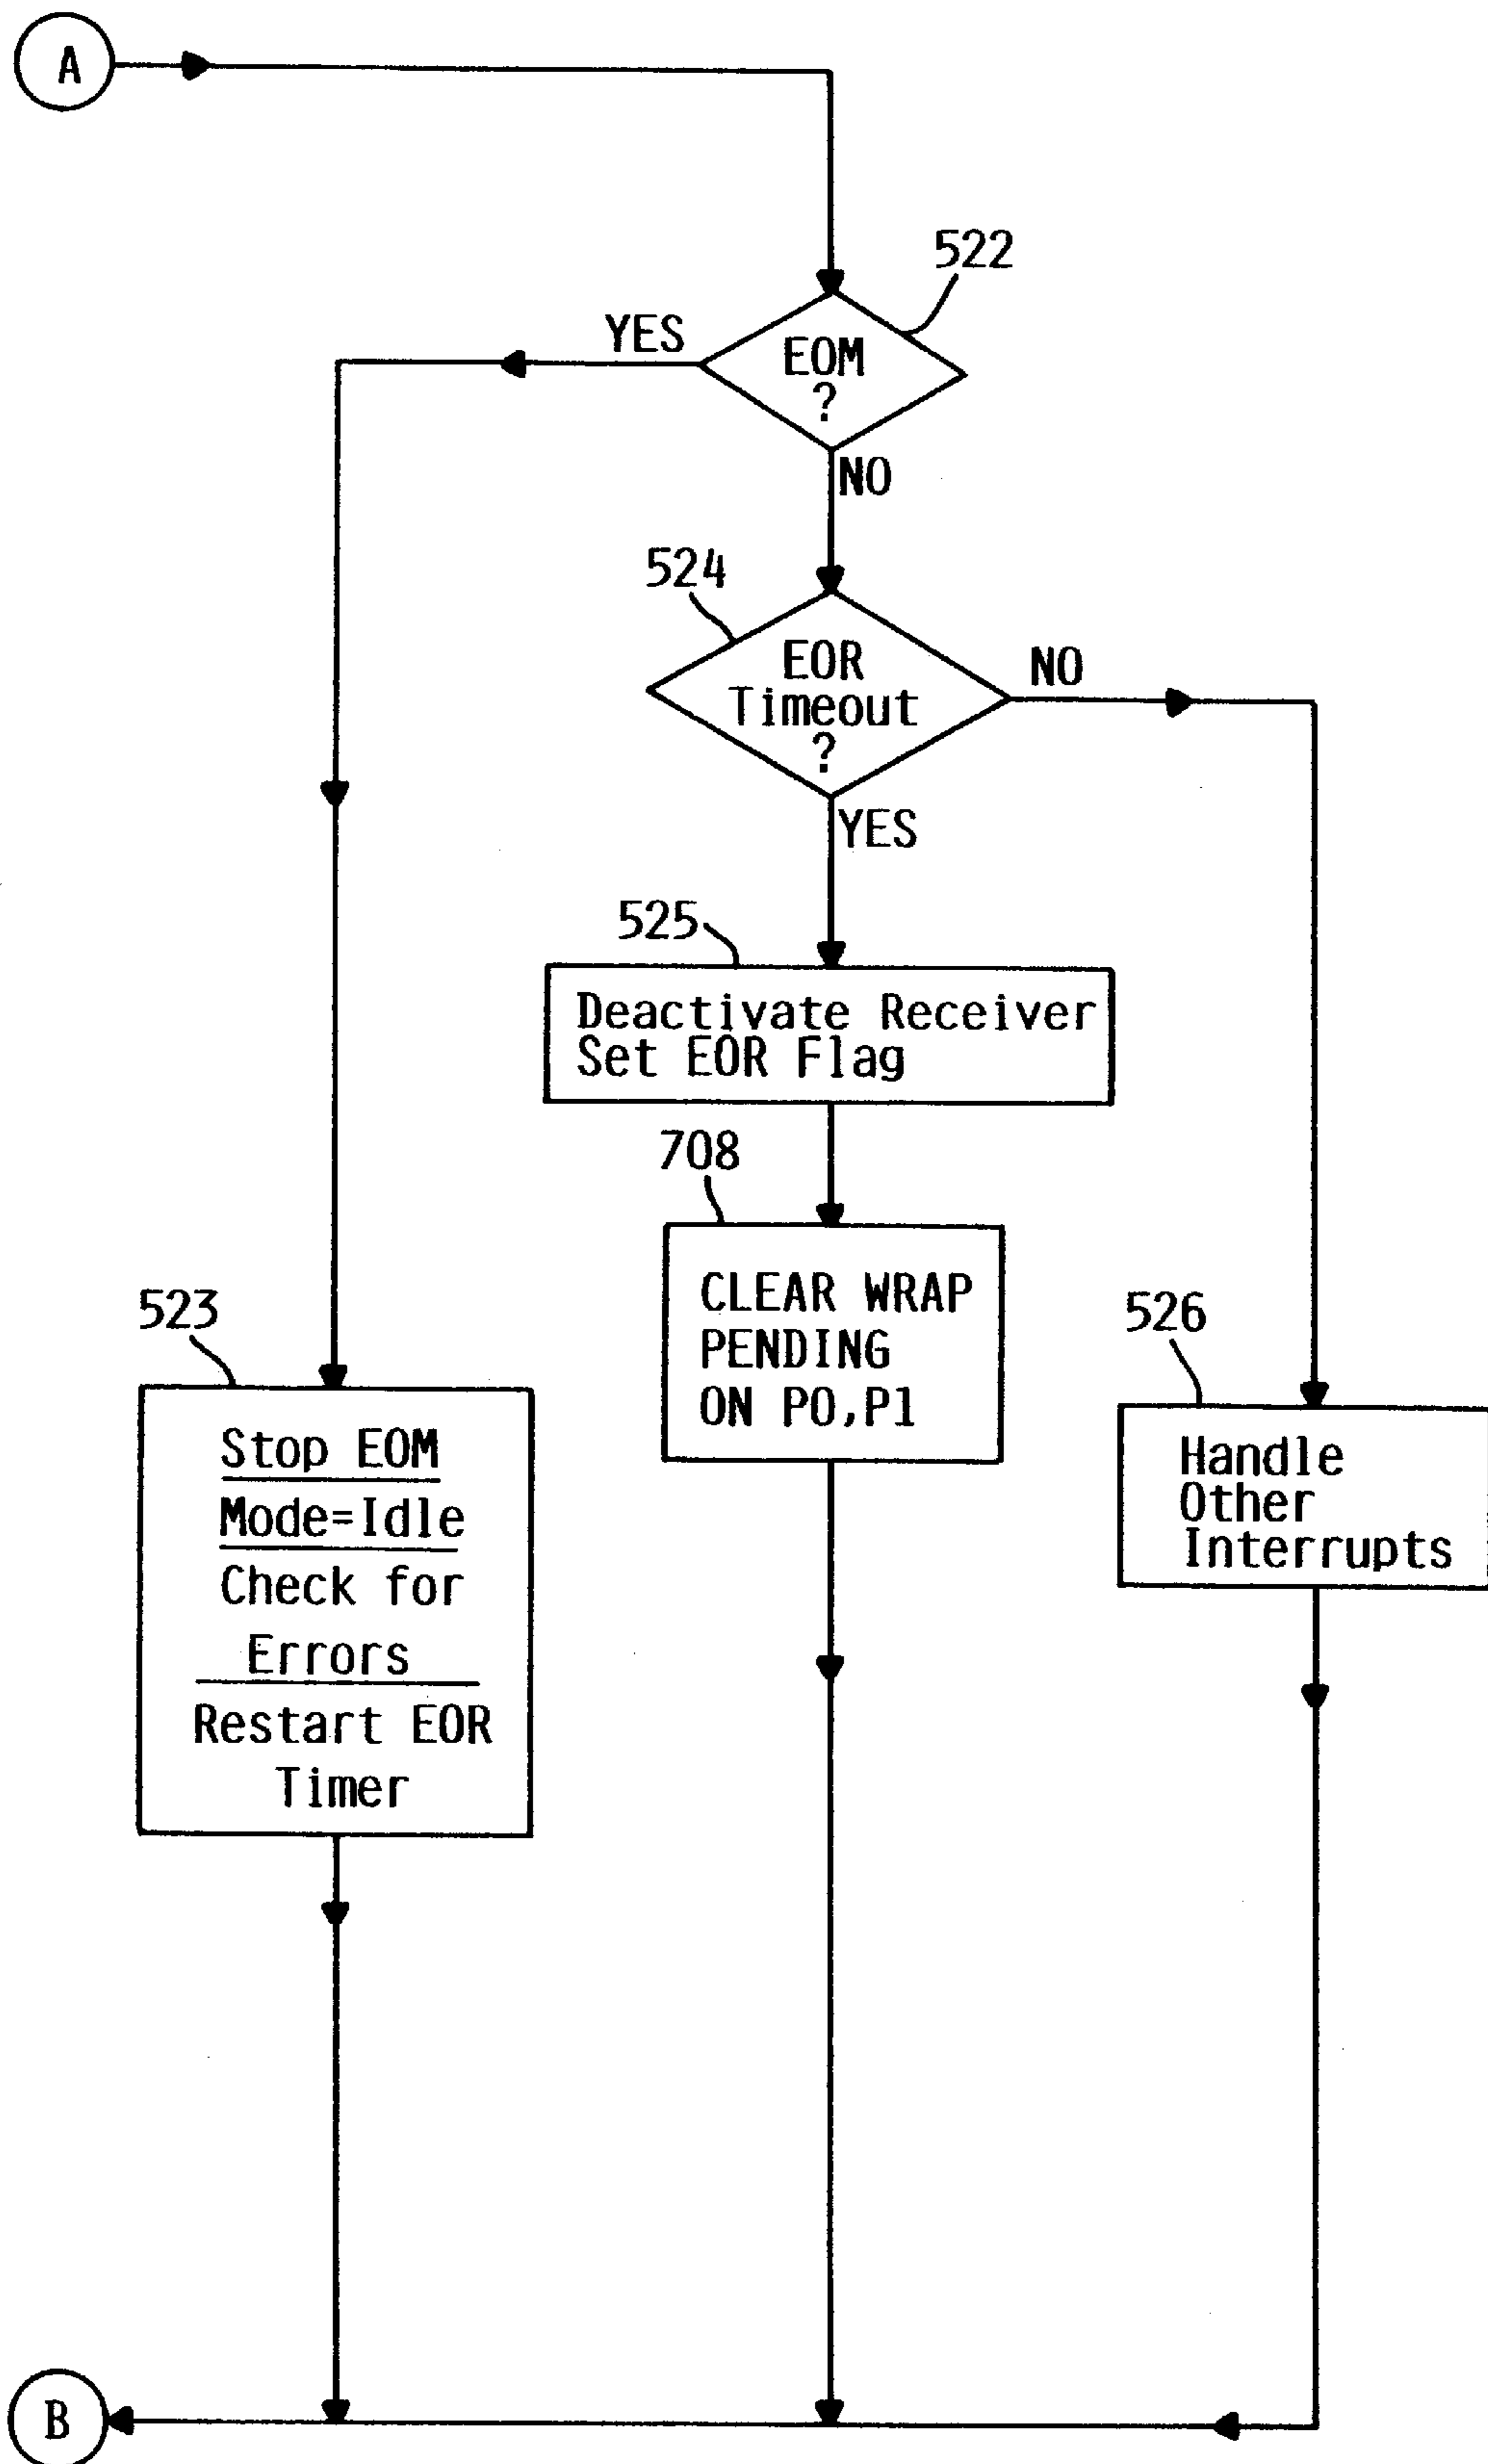 A
522
YES
EOM
?
NO
524
EOR
Timeout
?
NO
YES
525
Deactivate Receiver
Set EOR Flag
708
CLEAR WRAP
PENDING
ON P0,P1
523
Stop EOM
Mode=Idle
Check for
Errors
Restart EOR
Timer
526
Handle
Other
Interrupts
B